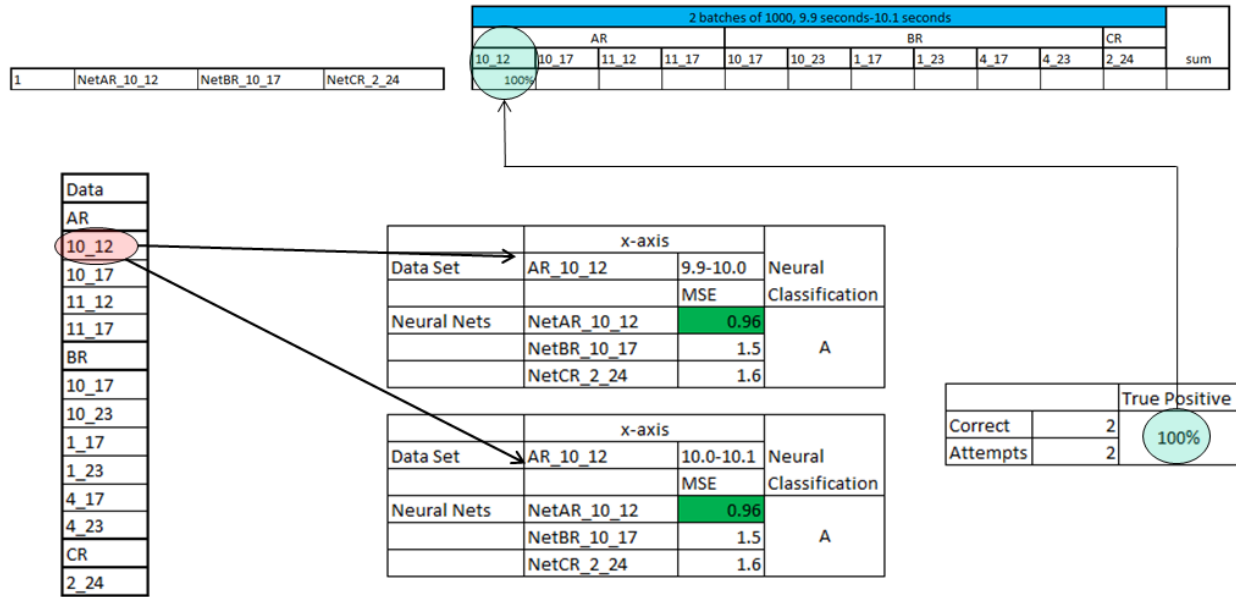 2 batches of 1000, 9.9 seconds-10.1 seconds
AR BR CR sum
10_12 10_17 11_12 11_17 10_17 10_23 1_17 1_23 4_17 4_23 2_24
1 NetAR_10_12 NetBR_10_17 NetCR_2_24
100%
Data
AR
10_12
10_17
11_12
11_17
BR
10_17
10_23
1_17
1_23
4_17
4_23
CR
2_24
x-axis
Data Set AR_10_12 9.9-10.0 Neural
MSE Classification
Neural Nets NetAR_10_12 0.96
NetBR_10_17 1.5 A
NetCR_2_24 1.6
x-axis
Data Set AR_10_12 10.0-10.1 Neural
MSE Classification
Neural Nets NetAR_10_12 0.96
NetBR_10_17 1.5 A
NetCR_2_24 1.6
True Positive
Correct 2 100%
Attempts 2